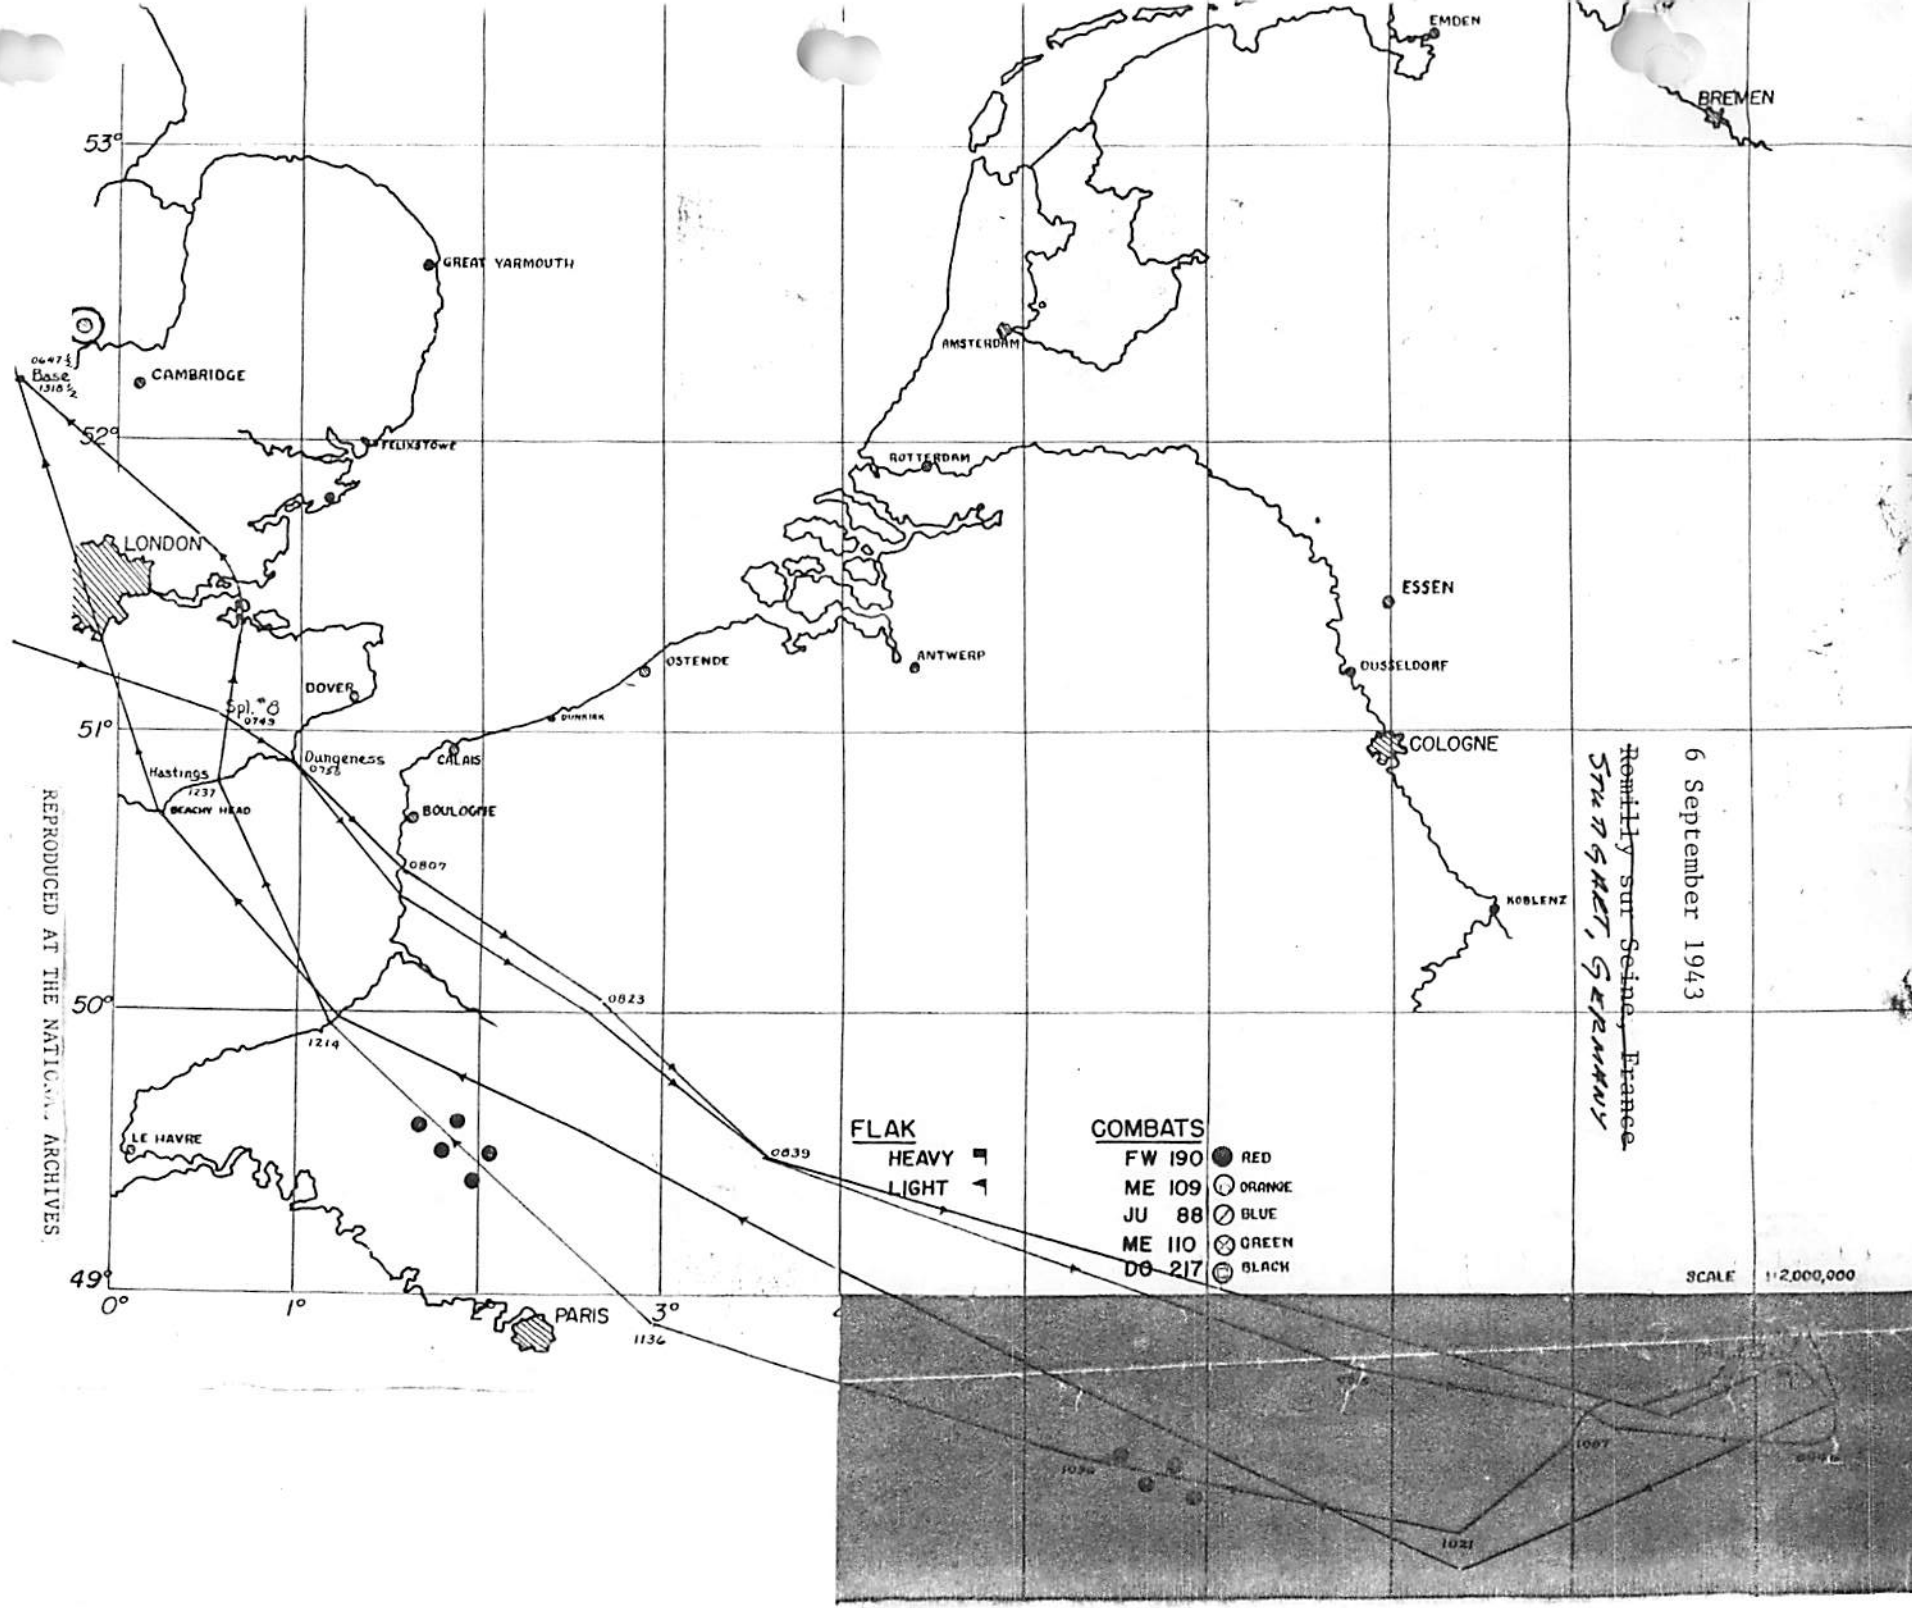 EMDEN
BREMEN
53°
GREAT YARMOUTH
AMSTERDAM
0647½
Base
1318½
CAMBRIDGE
52°
FELIXSTOWE
ROTTERDAM
LONDON
ESSEN
OSTENDE
ANTWERP
DUSSELDORF
DOVER
Spl. #8
0749
DUNKIRK
51°
Dungeness
0756
CALAIS
COLOGNE
Hastings
1237
BEACHY HEAD
BOULOGNE
0807
KOBLENZ
50°
0823
1214
LE HAVRE
0839
FLAK
HEAVY
LIGHT
COMBATS
FW 190 RED
ME 109 ORANGE
JU 88 BLUE
ME 110 GREEN
DO 217 BLACK
SCALE 1:2,000,000
49°
0° 1° 2 3° 4
PARIS
1136
1007
1021
6 September 1943
Romilly sur Seine, France
STUTTGART, GERMANY
REPRODUCED AT THE NATIONAL ARCHIVES